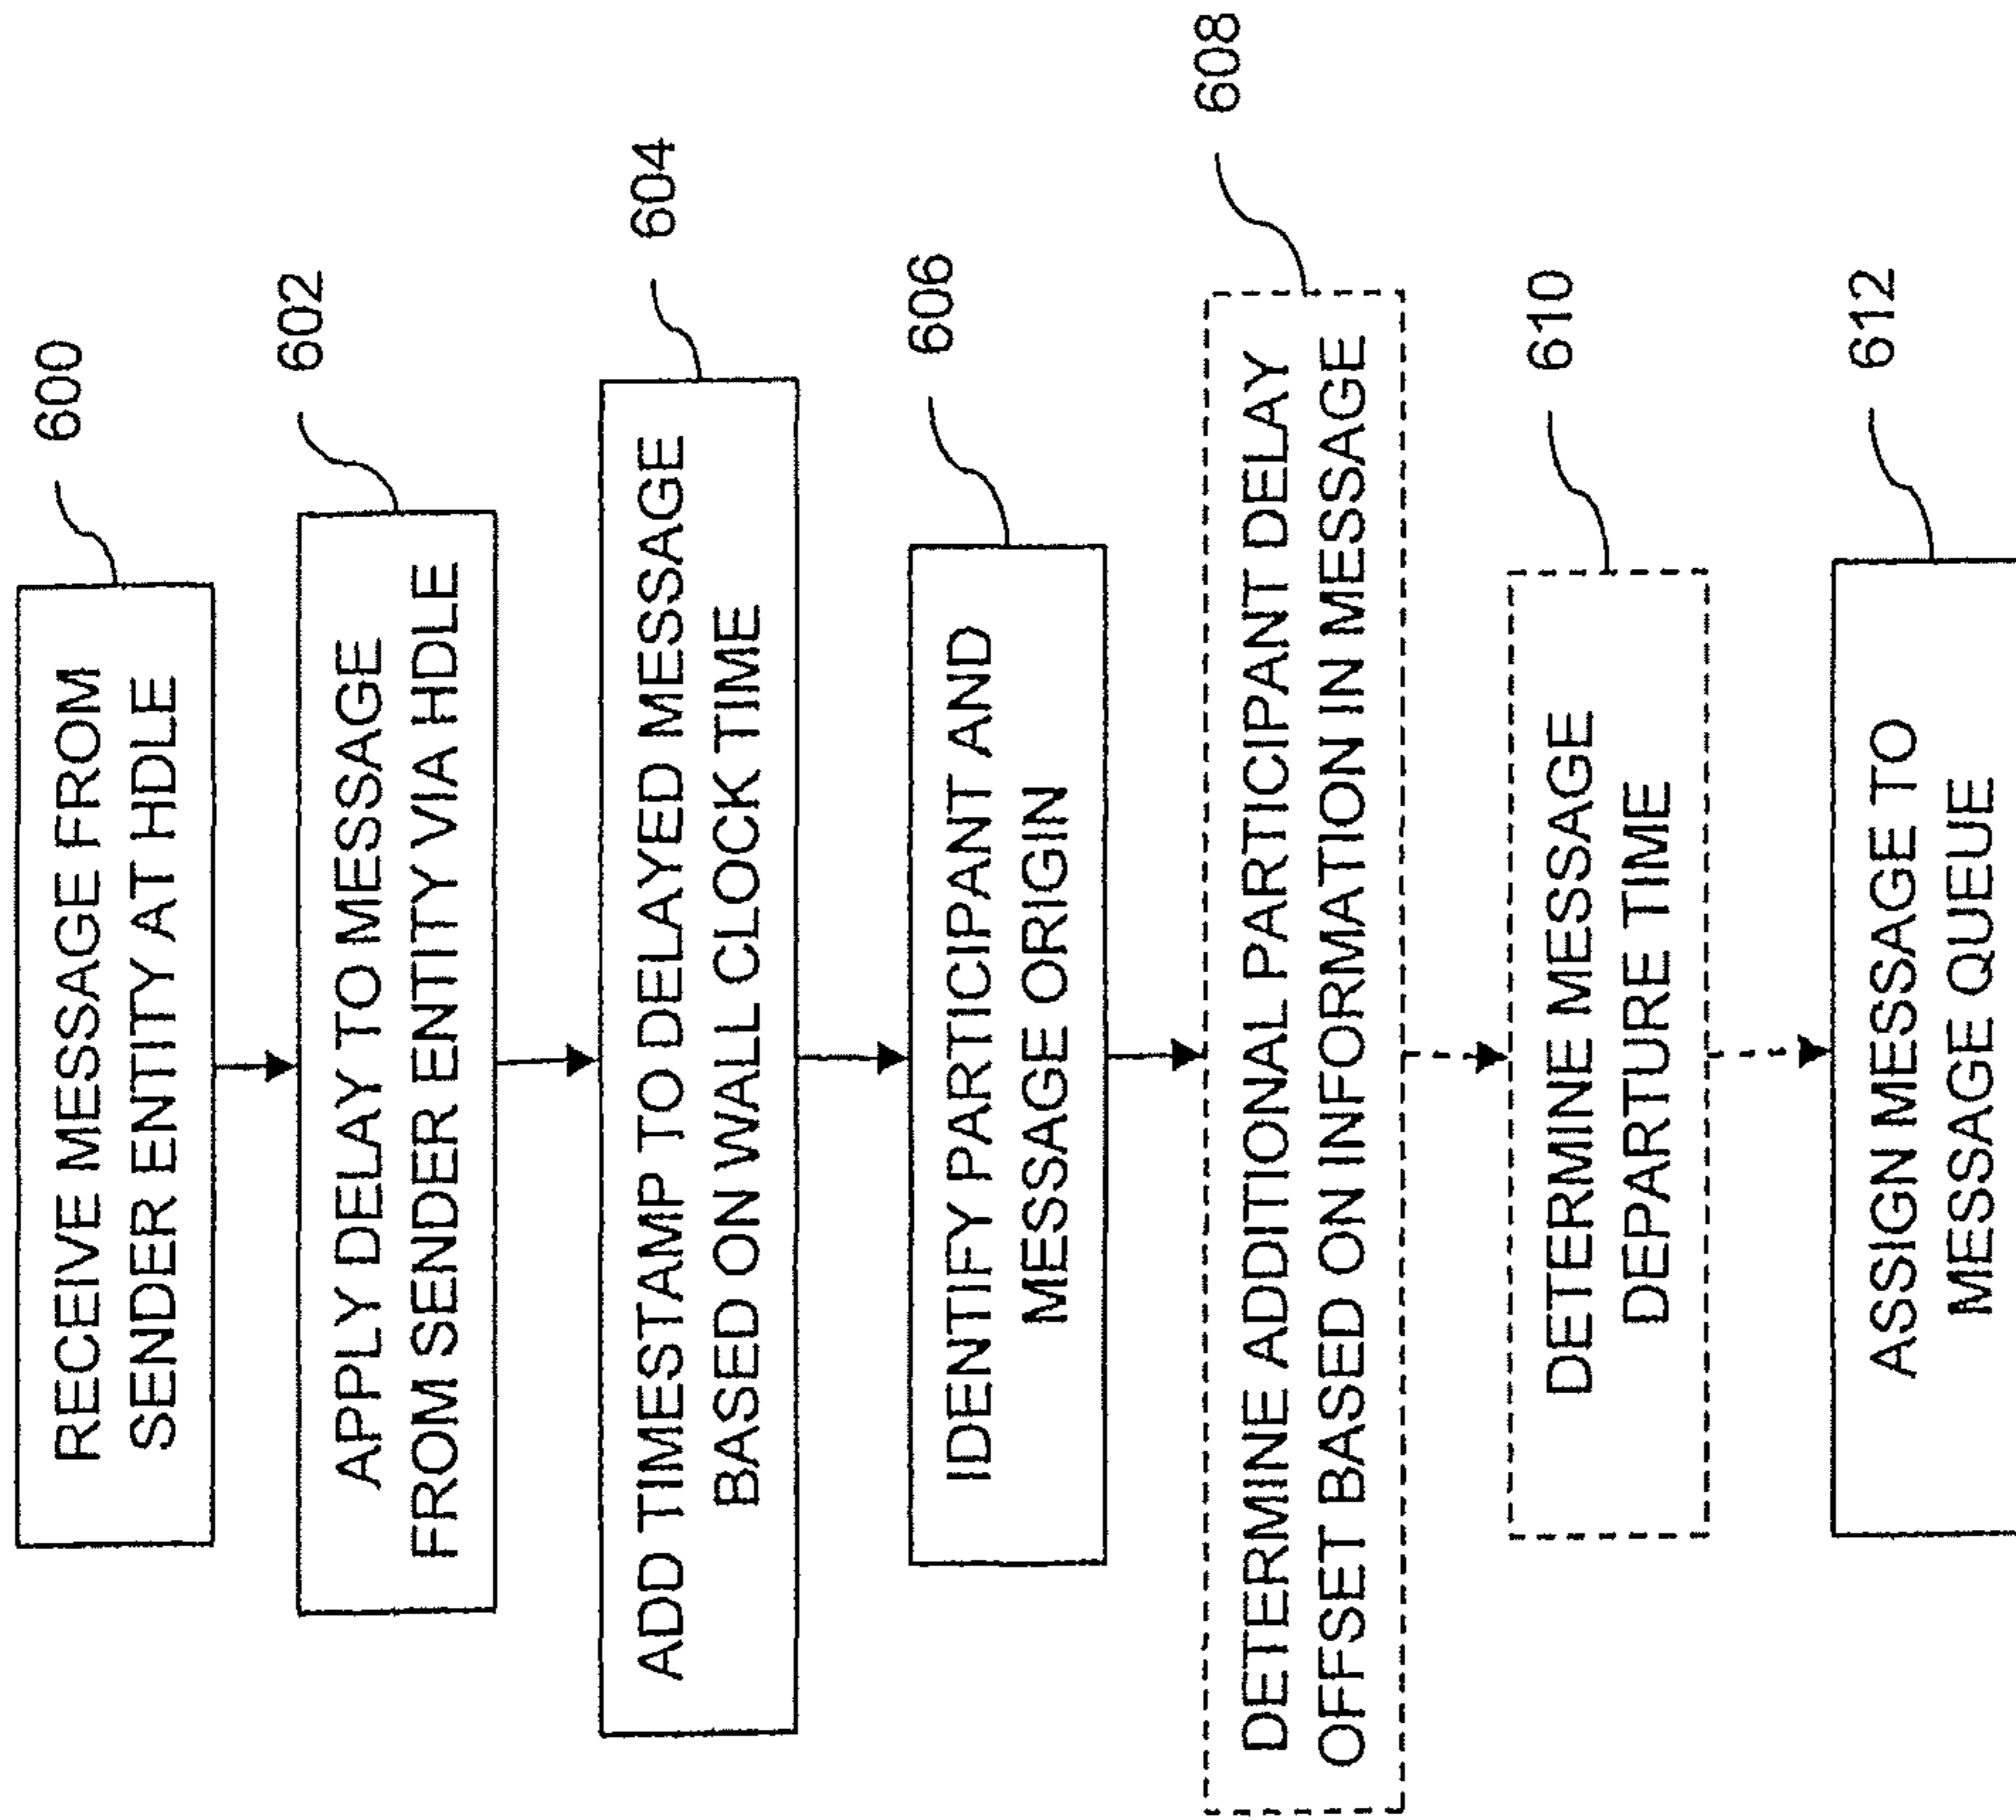 600
RECEIVE MESSAGE FROM
SENDER ENTITY AT HDLE
602
APPLY DELAY TO MESSAGE
FROM SENDER ENTITY VIA HDLE
604
ADD TIMESTAMP TO DELAYED MESSAGE
BASED ON WALL CLOCK TIME
606
IDENTIFY PARTICIPANT AND
MESSAGE ORIGIN
608
DETERMINE ADDITIONAL PARTICIPANT DELAY
OFFSET BASED ON INFORMATION IN MESSAGE
610
DETERMINE MESSAGE
DEPARTURE TIME
612
ASSIGN MESSAGE TO
MESSAGE QUEUE